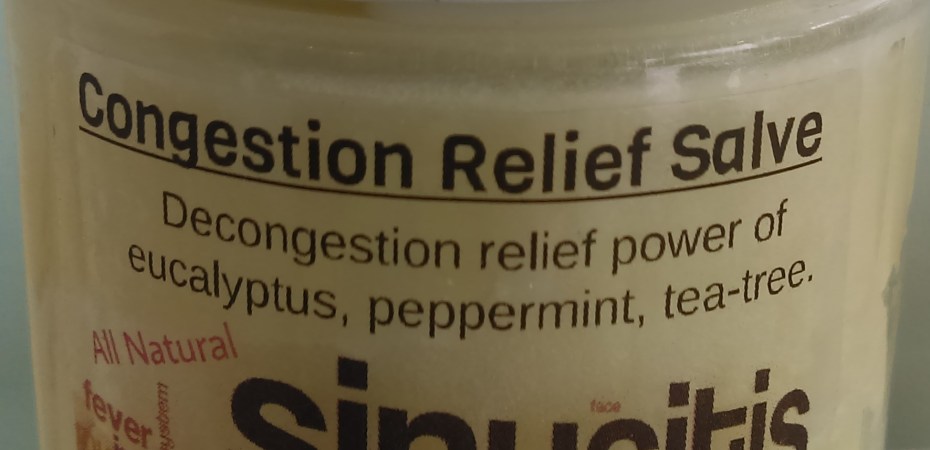 Congestion Relief Salve
Decongestion relief power of
eucalyptus, peppermint, tea-tree.
All Natural
sinusitis
face
fever